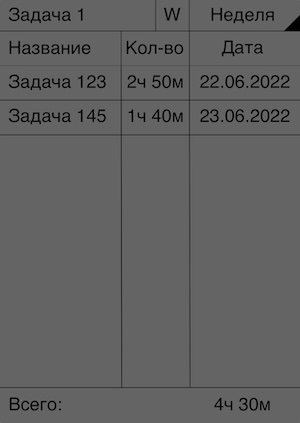 Задача 1 W Неделя
Название Кол-во Дата
Задача 123 2ч 50м 22.06.2022
Задача 145 1ч 40м 23.06.2022
Всего: 4ч 30м